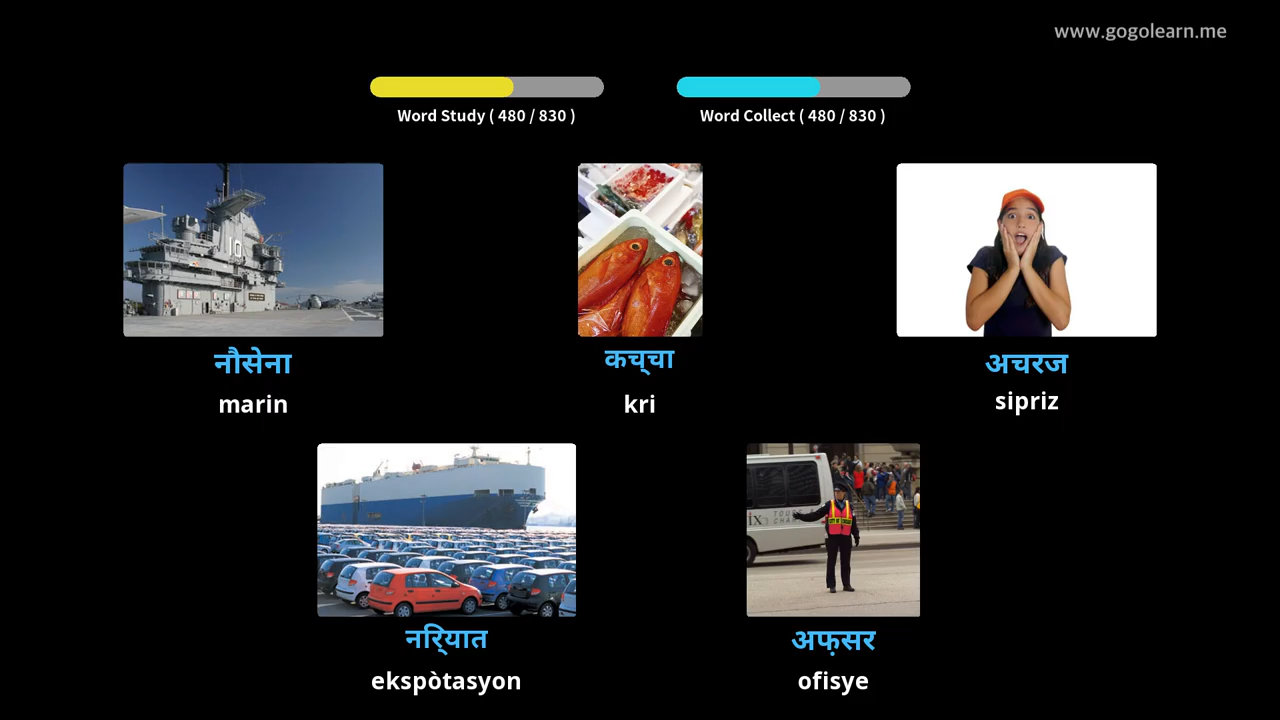 www.gogolearn.me
Word Study ( 480 / 830 )
Word Collect ( 480 / 830 )
10
नौसेना
marin
कच्चा
kri
अचरज
sipriz
निर्यात
ekspòtasyon
अफ़सर
ofisye